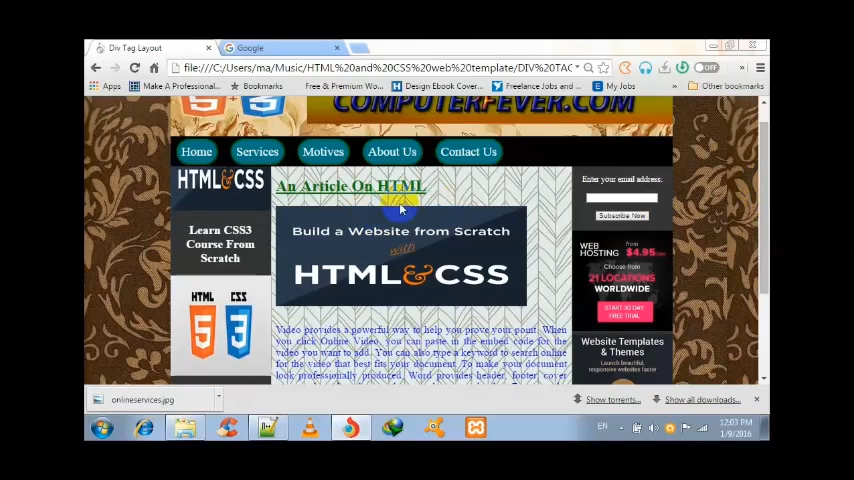 Div Tag Layout
Google
file:///C:/Users/ma/Music/HTML%20and%20CSS%20web%20template/DIV%20TAG
OFF
Apps
Make A Professional...
Bookmarks
Free & Premium Wo...
Design Ebook Cover...
Freelance Jobs and ...
My Jobs
Other bookmarks
COMPUTERFEVER.COM
Home
Services
Motives
About Us
Contact Us
HTML&CSS
Learn CSS3
Course From
Scratch
HTML
5
CSS
3
An Article On HTML
Build a Website from Scratch
with
HTML&CSS
Video provides a powerful way to help you prove your point. When
you click Online Video, you can paste in the embed code for the
video you want to add. You can also type a keyword to search online
for the video that best fits your document. To make your document
look professionally produced, Word provides header, footer, cover
Enter your email address:
Subscribe Now
WEB
HOSTING
from
$4.95/mo.
Choose from
21 LOCATIONS
WORLDWIDE
START 30 DAY
FREE TRIAL
Website Templates
& Themes
Launch beautiful,
responsive websites faster
onlineservices.jpg
Show torrents...
Show all downloads...
EN
12:03 PM
1/9/2016